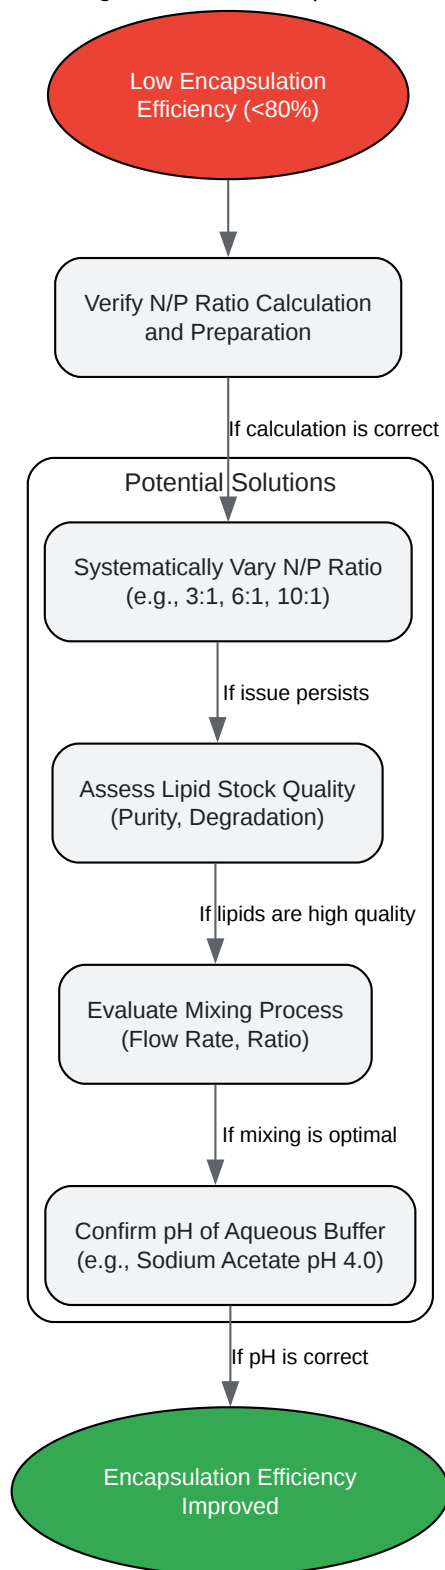 Low Encapsulation
Efficiency (<80%)
Verify N/P Ratio Calculation
and Preparation
If calculation is correct
Potential Solutions
Systematically Vary N/P Ratio
(e.g., 3:1, 6:1, 10:1)
If issue persists
Assess Lipid Stock Quality
(Purity, Degradation)
If lipids are high quality
Evaluate Mixing Process
(Flow Rate, Ratio)
If mixing is optimal
Confirm pH of Aqueous Buffer
(e.g., Sodium Acetate pH 4.0)
If pH is correct
Encapsulation Efficiency
Improved